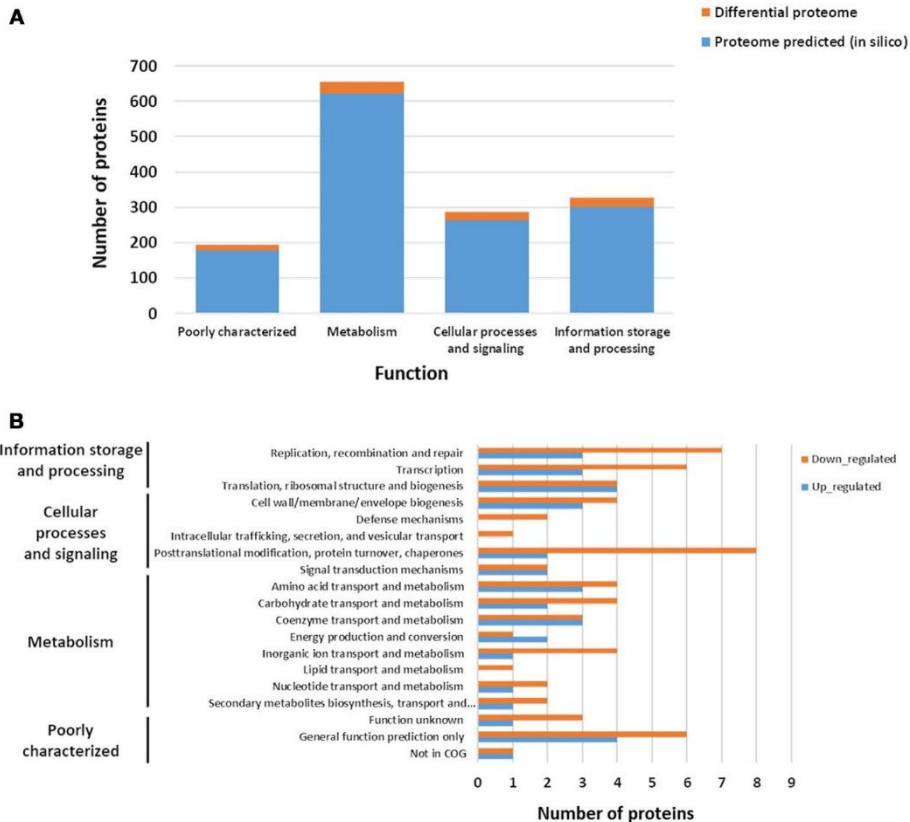 A
Differential proteome
Proteome predicted (in silico)
Number of proteins
700
600
500
400
300
200
100
0
Poorly characterized
Metabolism
Cellular processes
and signaling
Information storage
and processing
Function
B
Information storage
and processing
Cellular
processes
and signaling
Metabolism
Poorly
characterized
Replication, recombination and repair
Transcription
Translation, ribosomal structure and biogenesis
Cell wall/membrane/envelope biogenesis
Defense mechanisms
Intracellular trafficking, secretion, and vesicular transport
Posttranslational modification, protein turnover, chaperones
Signal transduction mechanisms
Amino acid transport and metabolism
Carbohydrate transport and metabolism
Coenzyme transport and metabolism
Energy production and conversion
Inorganic ion transport and metabolism
Lipid transport and metabolism
Nucleotide transport and metabolism
Secondary metabolites biosynthesis, transport and...
Function unknown
General function prediction only
Not in COG
Down_regulated
Up_regulated
0 1 2 3 4 5 6 7 8 9
Number of proteins